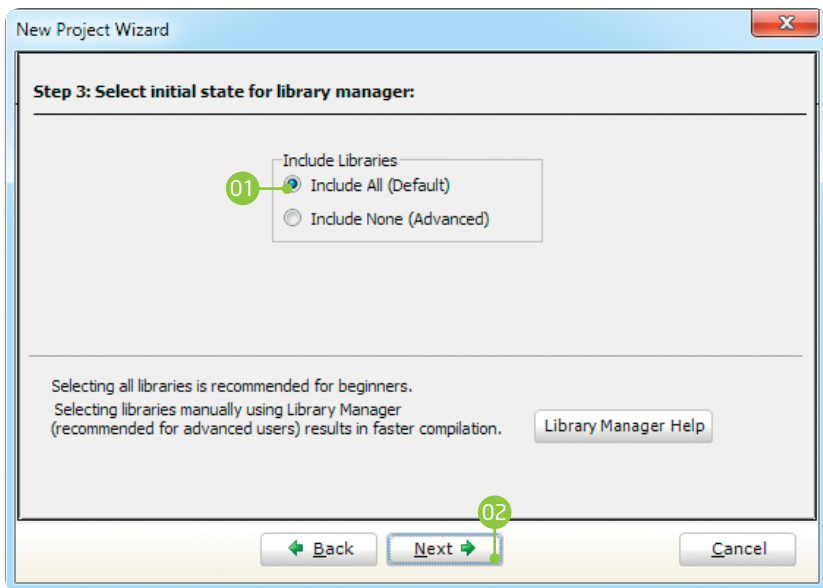 New Project Wizard
Step 3: Select initial state for library manager:
Include Libraries
01
Include All (Default)
Include None (Advanced)
Selecting all libraries is recommended for beginners.
Selecting libraries manually using Library Manager
(recommended for advanced users) results in faster compilation.
Library Manager Help
02
Back
Next
Cancel